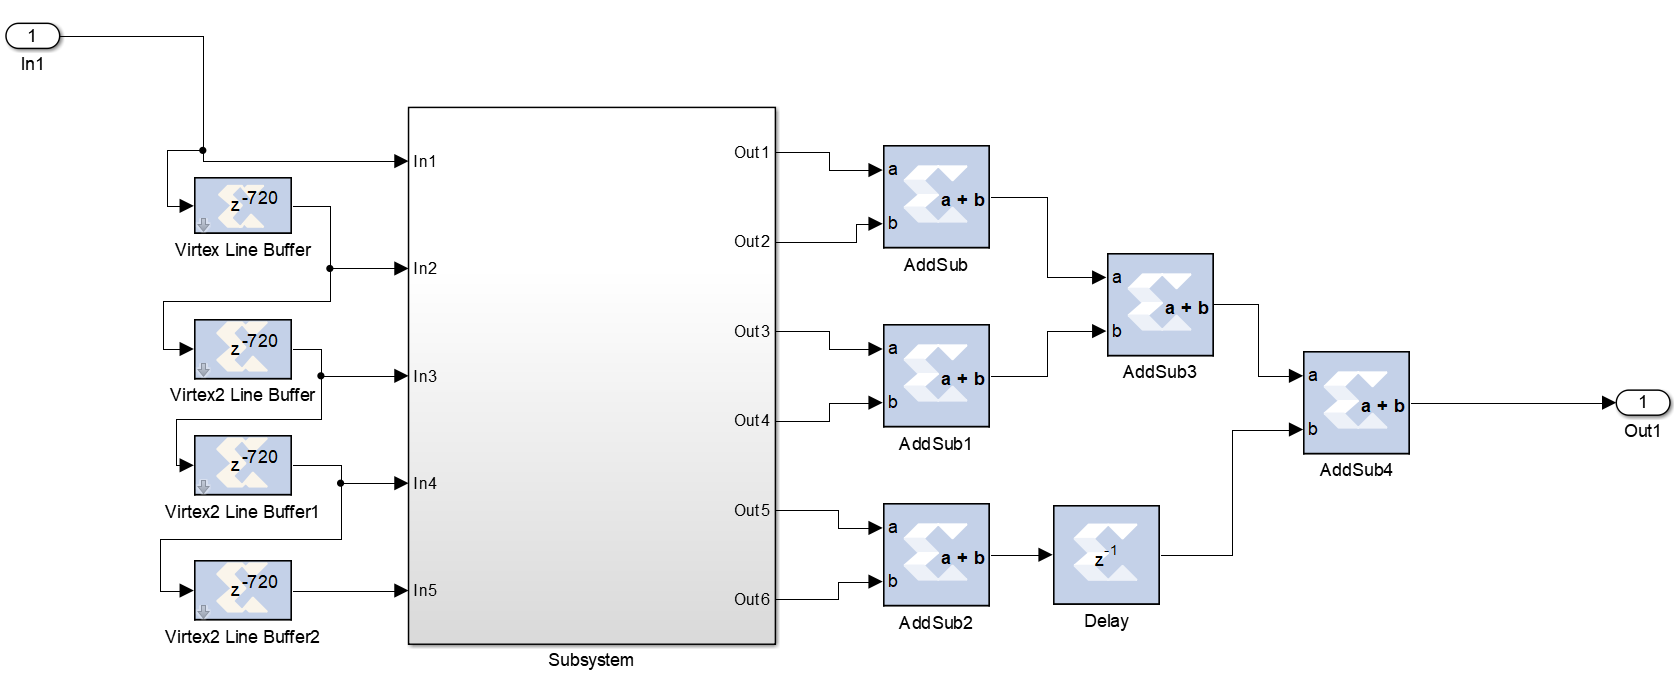 1
In1
z-720
Virtex Line Buffer
z-720
Virtex2 Line Buffer
z-720
Virtex2 Line Buffer1
z-720
Virtex2 Line Buffer2
In1
In2
In3
In4
In5
Out1
Out2
Out3
Out4
Out5
Out6
Subsystem
a
a + b
b
AddSub
a
a + b
b
AddSub1
a
a + b
b
AddSub2
a
a + b
b
AddSub3
z-1
Delay
a
a + b
b
AddSub4
1
Out1